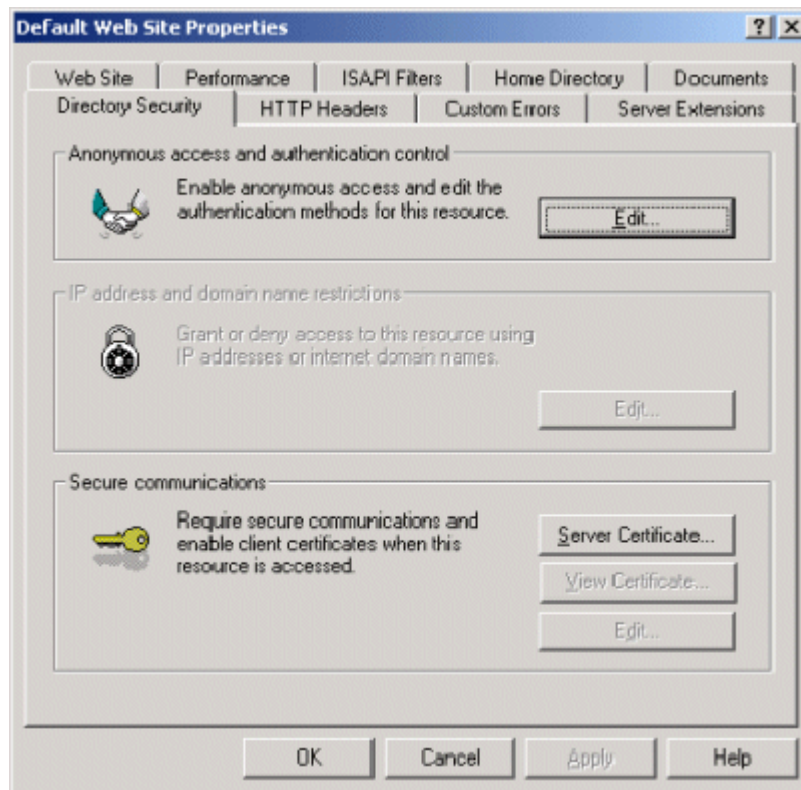 Default Web Site Properties
? X
Web Site Performance ISAPI Filters Home Directory Documents
Directory Security HTTP Headers Custom Errors Server Extensions
Anonymous access and authentication control
Enable anonymous access and edit the
authentication methods for this resource.
Edit...
IP address and domain name restrictions
Grant or deny access to this resource using
IP addresses or internet domain names.
Edit...
Secure communications
Require secure communications and
enable client certificates when this
resource is accessed.
Server Certificate...
View Certificate...
Edit...
OK Cancel Apply Help